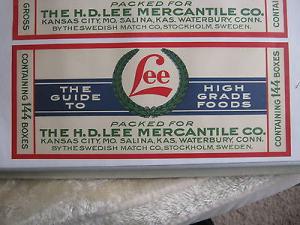 GROSS
PACKED FOR
THE H.D. LEE MERCANTILE CO.
KANSAS CITY, MO. SALINA, KAS. WATERBURY, CONN.
BY THE SWEDISH MATCH CO., STOCKHOLM, SWEDEN.
CONTAINING
CONTAINING 144 BOXES
THE
GUIDE
TO
Lee
HIGH
GRADE
FOODS
PACKED FOR
THE H.D. LEE MERCANTILE CO.
KANSAS CITY, MO. SALINA, KAS. WATERBURY, CONN.
BY THE SWEDISH MATCH CO., STOCKHOLM, SWEDEN.
CONTAINING 144 BOXES